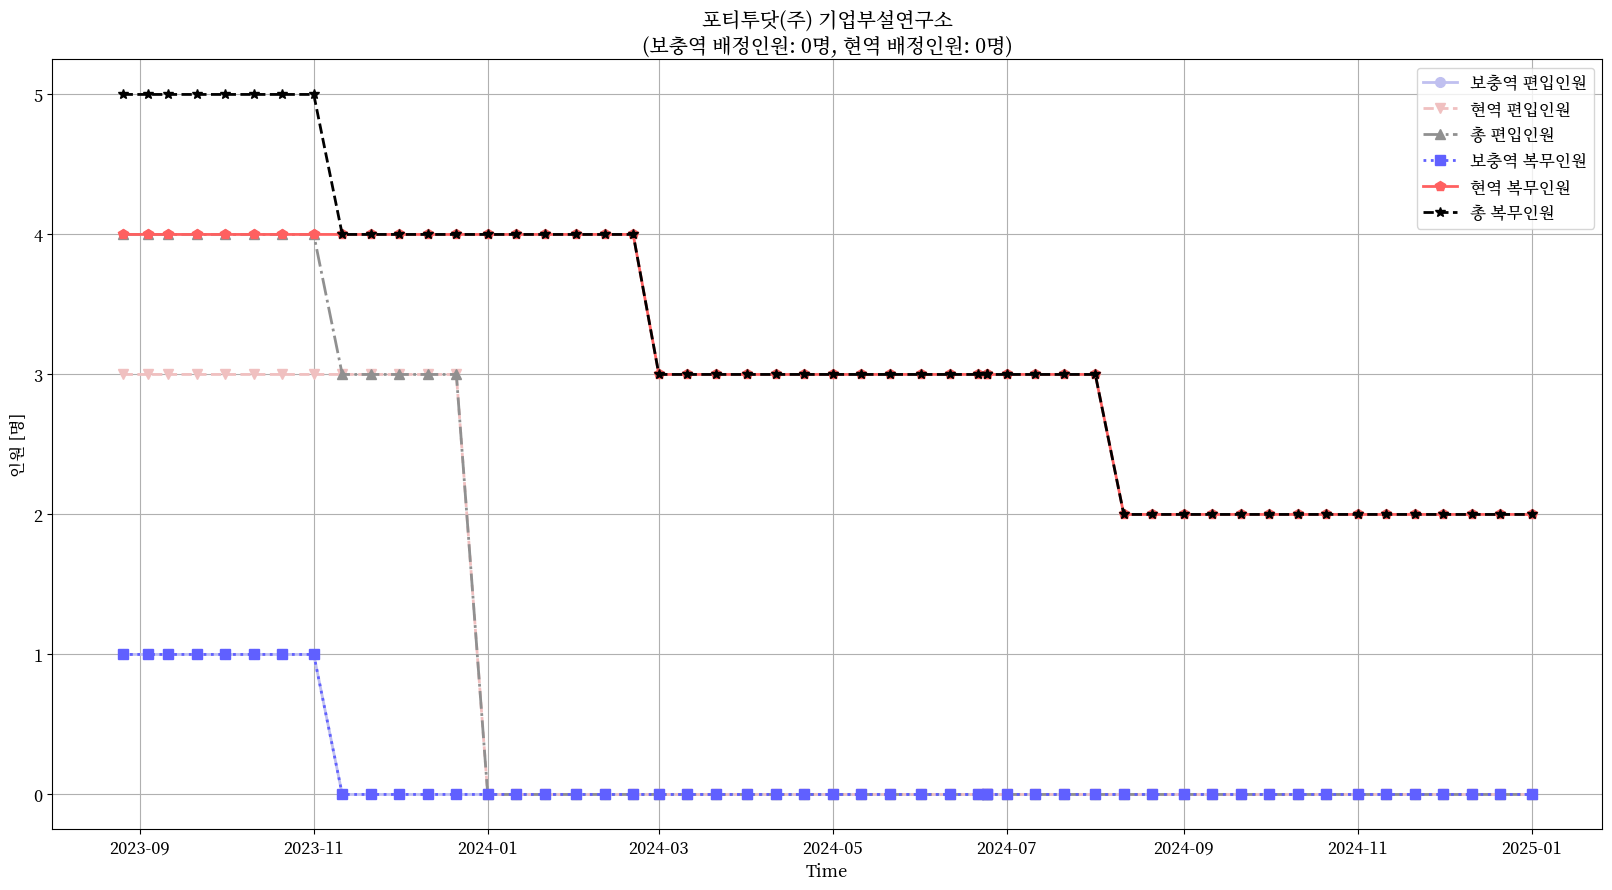 포티투닷(주) 기업부설연구소
(보충역 배정인원: 0명, 현역 배정인원: 0명)
보충역 편입인원
현역 편입인원
총 편입인원
보충역 복무인원
현역 복무인원
총 복무인원
인원 [명]
5
4
3
2
1
0
2023-09
2023-11
2024-01
2024-03
2024-05
2024-07
2024-09
2024-11
2025-01
Time